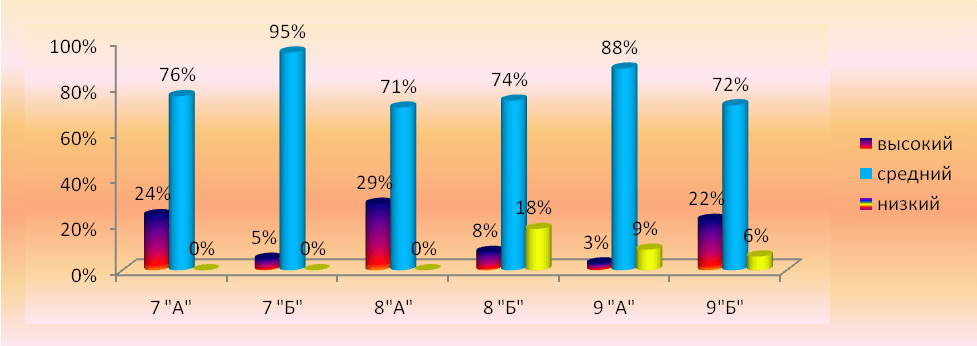 100%
80%
60%
40%
20%
0%
24%
76%
0%
5%
95%
0%
29%
71%
0%
8%
74%
18%
3%
88%
9%
22%
72%
6%
7 "А"
7 "Б"
8"А"
8 "Б"
9 "А"
9"Б"
высокий
средний
низкий